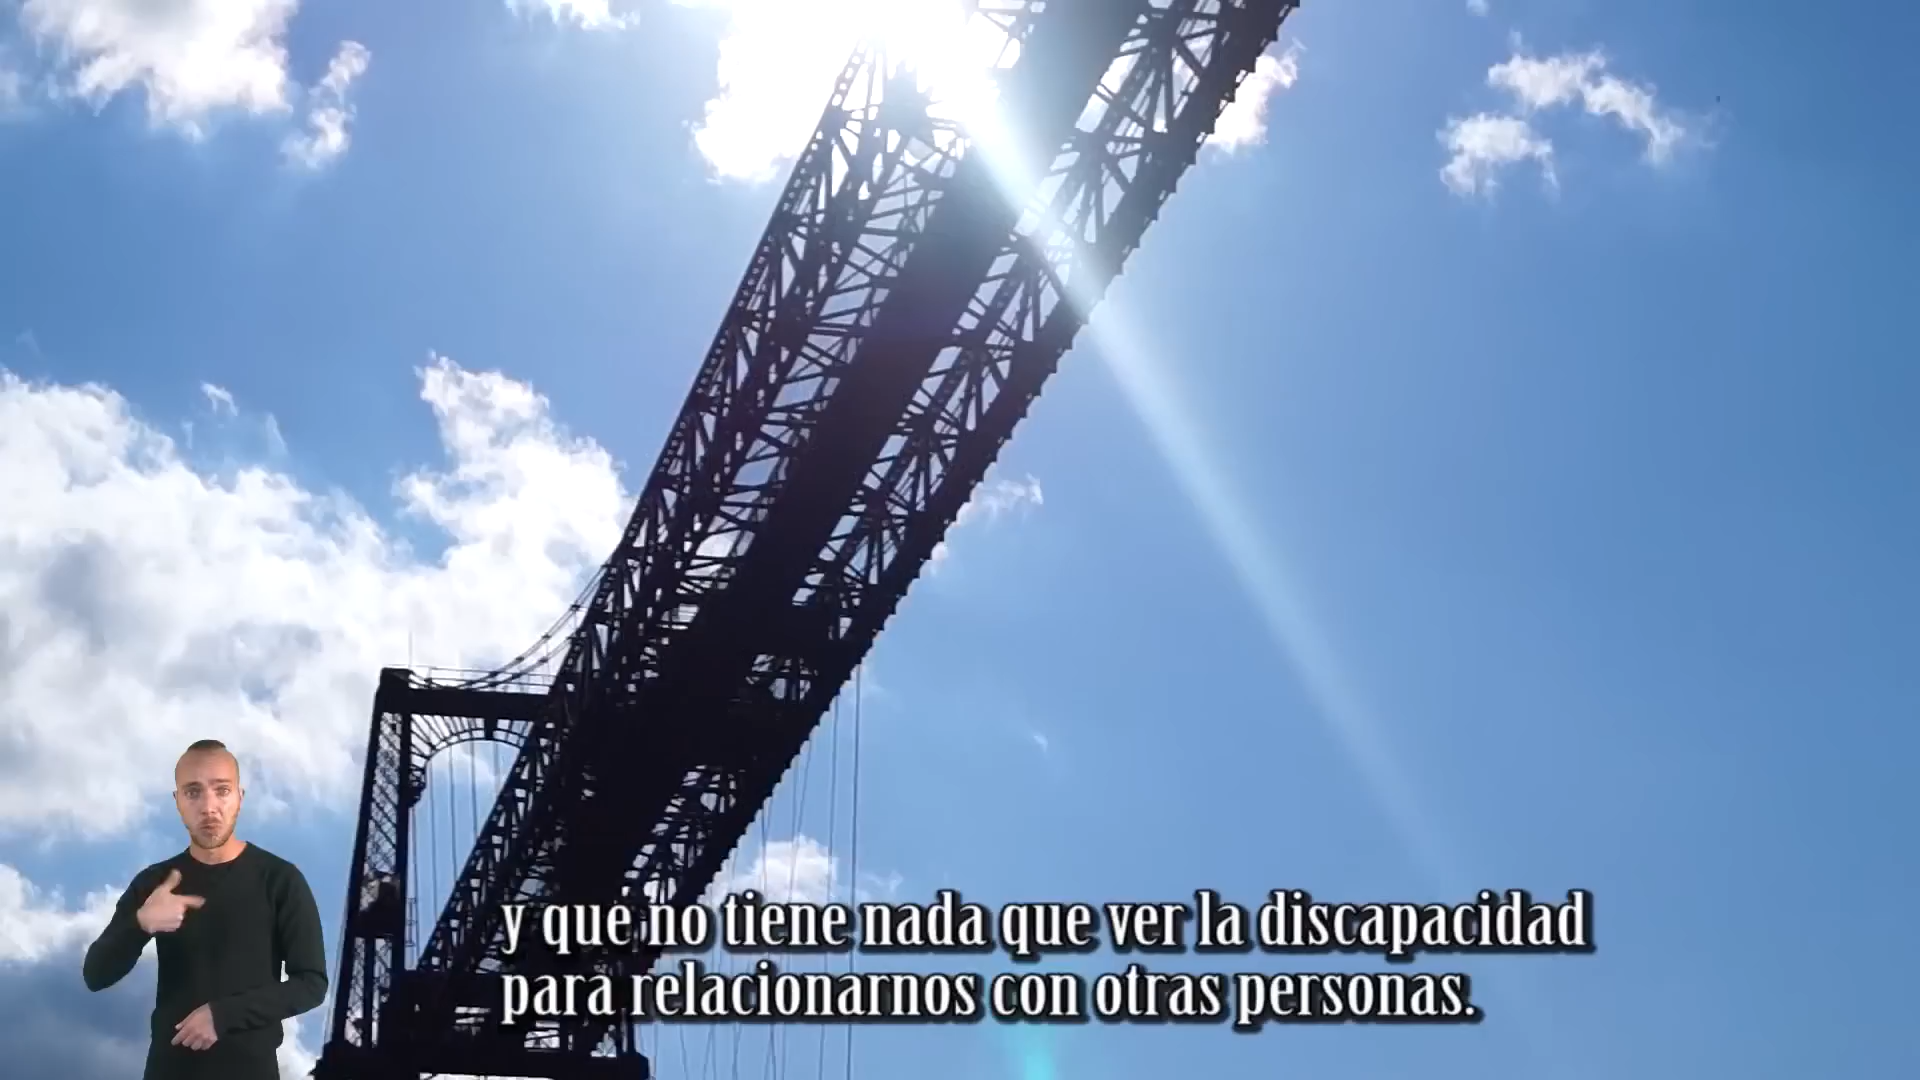 y que no tiene nada que ver la discapacidad
para relacionarnos con otras personas.